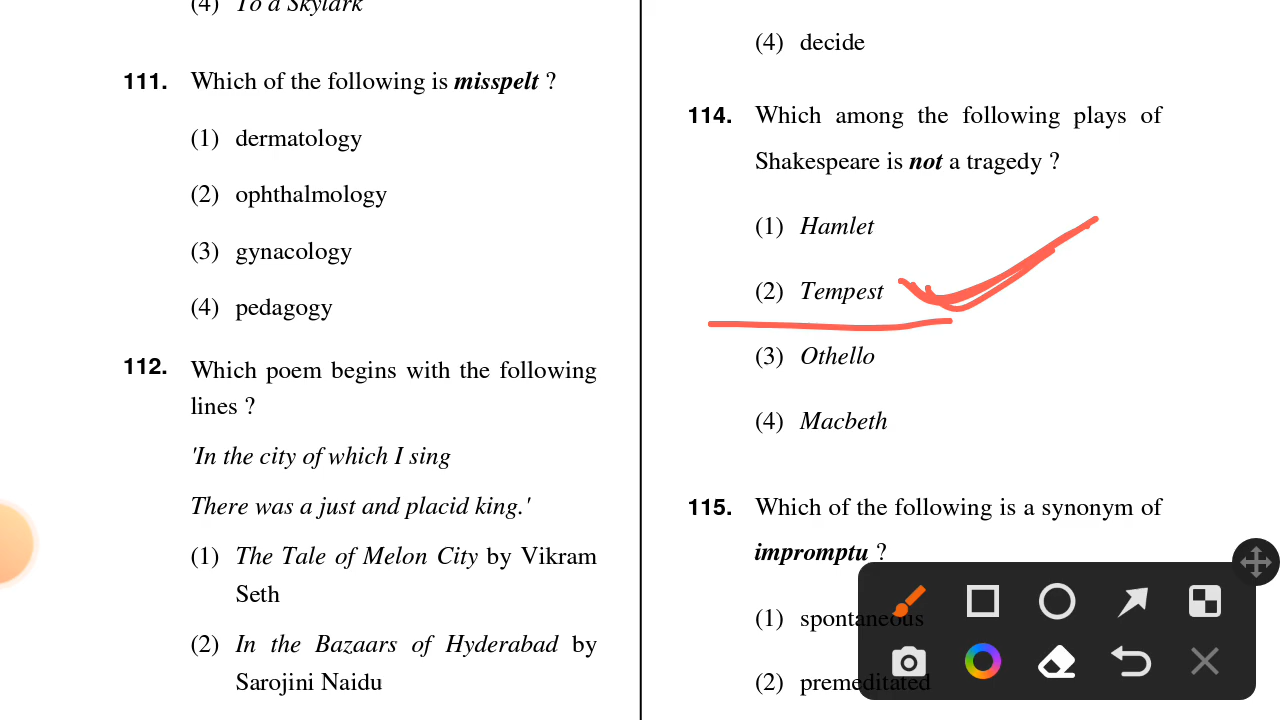 (4) To a Skylark
111. Which of the following is misspelt ?
(1) dermatology
(2) ophthalmology
(3) gynacology
(4) pedagogy
112. Which poem begins with the following
lines ?
'In the city of which I sing
There was a just and placid king.'
(1) The Tale of Melon City by Vikram
Seth
(2) In the Bazaars of Hyderabad by
Sarojini Naidu
(4) decide
114. Which among the following plays of
Shakespeare is not a tragedy ?
(1) Hamlet
(2) Tempest
(3) Othello
(4) Macbeth
115. Which of the following is a synonym of
impromptu ?
(1) spontaneous
(2) premeditated